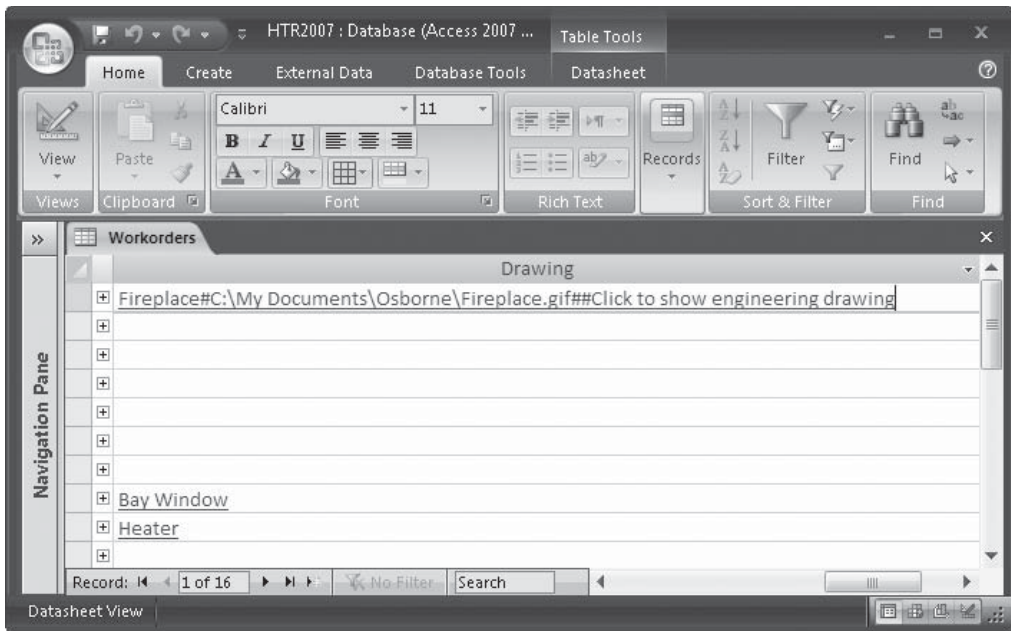 HTR2007 : Database (Access 2007 ...
Table Tools
Home Create External Data Database Tools Datasheet
Calibri 11
B I U
View
Paste
Records
Filter
Find
Views Clipboard Font Rich Text Sort & Filter Find
Workorders
Drawing
Fireplace#C:\My Documents\Osborne\Fireplace.gif##Click to show engineering drawing
Navigation Pane
Bay Window
Heater
Record: 1 of 16 No Filter Search
Datasheet View